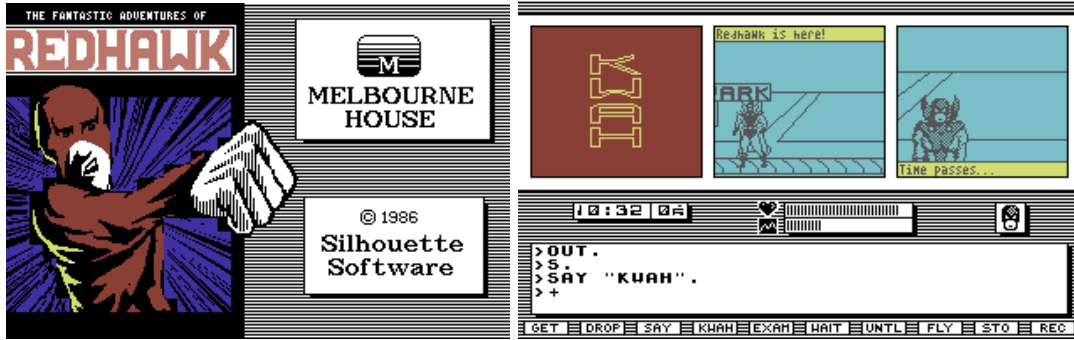 THE FANTASTIC ADVENTURES OF
REDHAWK
M
MELBOURNE
HOUSE
© 1986
Silhouette
Software
KWAH
Redhawk is here!
ARK
Time passes...
10:32
>OUT.
>S.
>SAY "KWAH".
>+
GET DROP SAY KWAH EXAM WAIT UNTL FLY STO REC